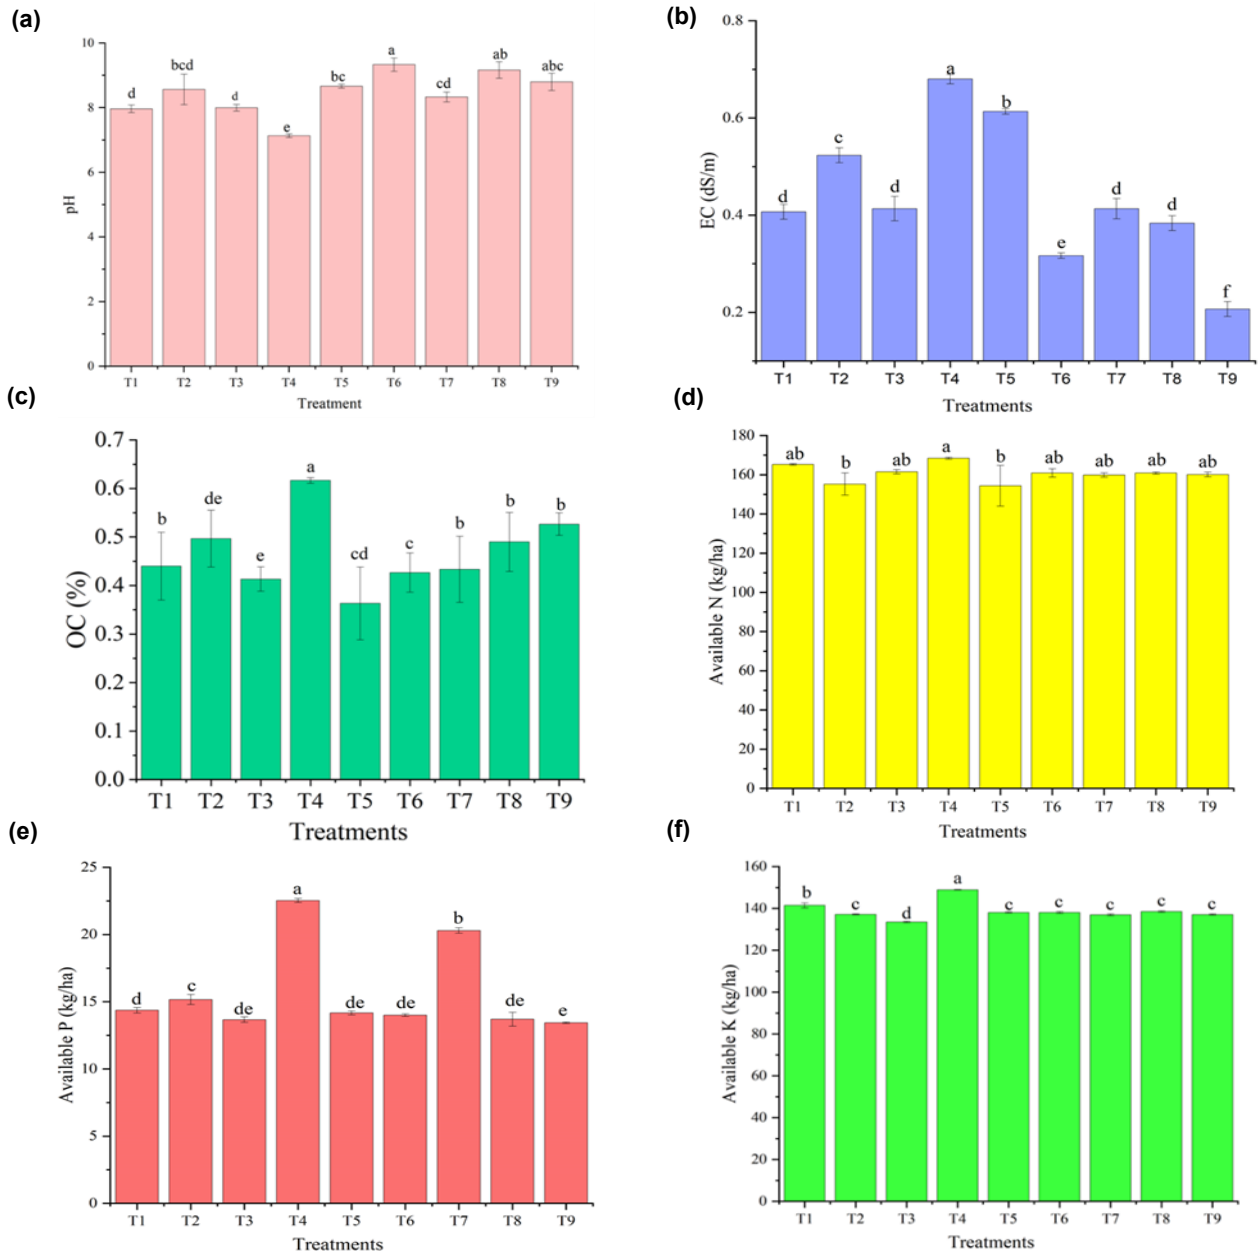 (a)
pH
10
8
6
4
2
0
d
bcd
d
e
bc
a
cd
ab
abc
T1 T2 T3 T4 T5 T6 T7 T8 T9
Treatment
(b)
EC (dS/m)
0.8
0.6
0.4
0.2
d
c
d
a
b
e
d
d
f
T1 T2 T3 T4 T5 T6 T7 T8 T9
Treatments
(c)
OC (%)
0.7
0.6
0.5
0.4
0.3
0.2
0.1
0.0
b
de
e
a
cd
c
b
b
b
T1 T2 T3 T4 T5 T6 T7 T8 T9
Treatments
(d)
Available N (kg/ha)
180
160
140
120
100
80
60
40
20
0
ab
b
ab
a
b
ab
ab
ab
ab
T1 T2 T3 T4 T5 T6 T7 T8 T9
Treatments
(e)
Available P (kg/ha)
25
20
15
10
5
0
d
c
de
a
de
de
b
de
e
T1 T2 T3 T4 T5 T6 T7 T8 T9
Treatments
(f)
Available K (kg/ha)
160
140
120
100
80
60
40
20
0
b
c
d
a
c
c
c
c
c
T1 T2 T3 T4 T5 T6 T7 T8 T9
Treatments